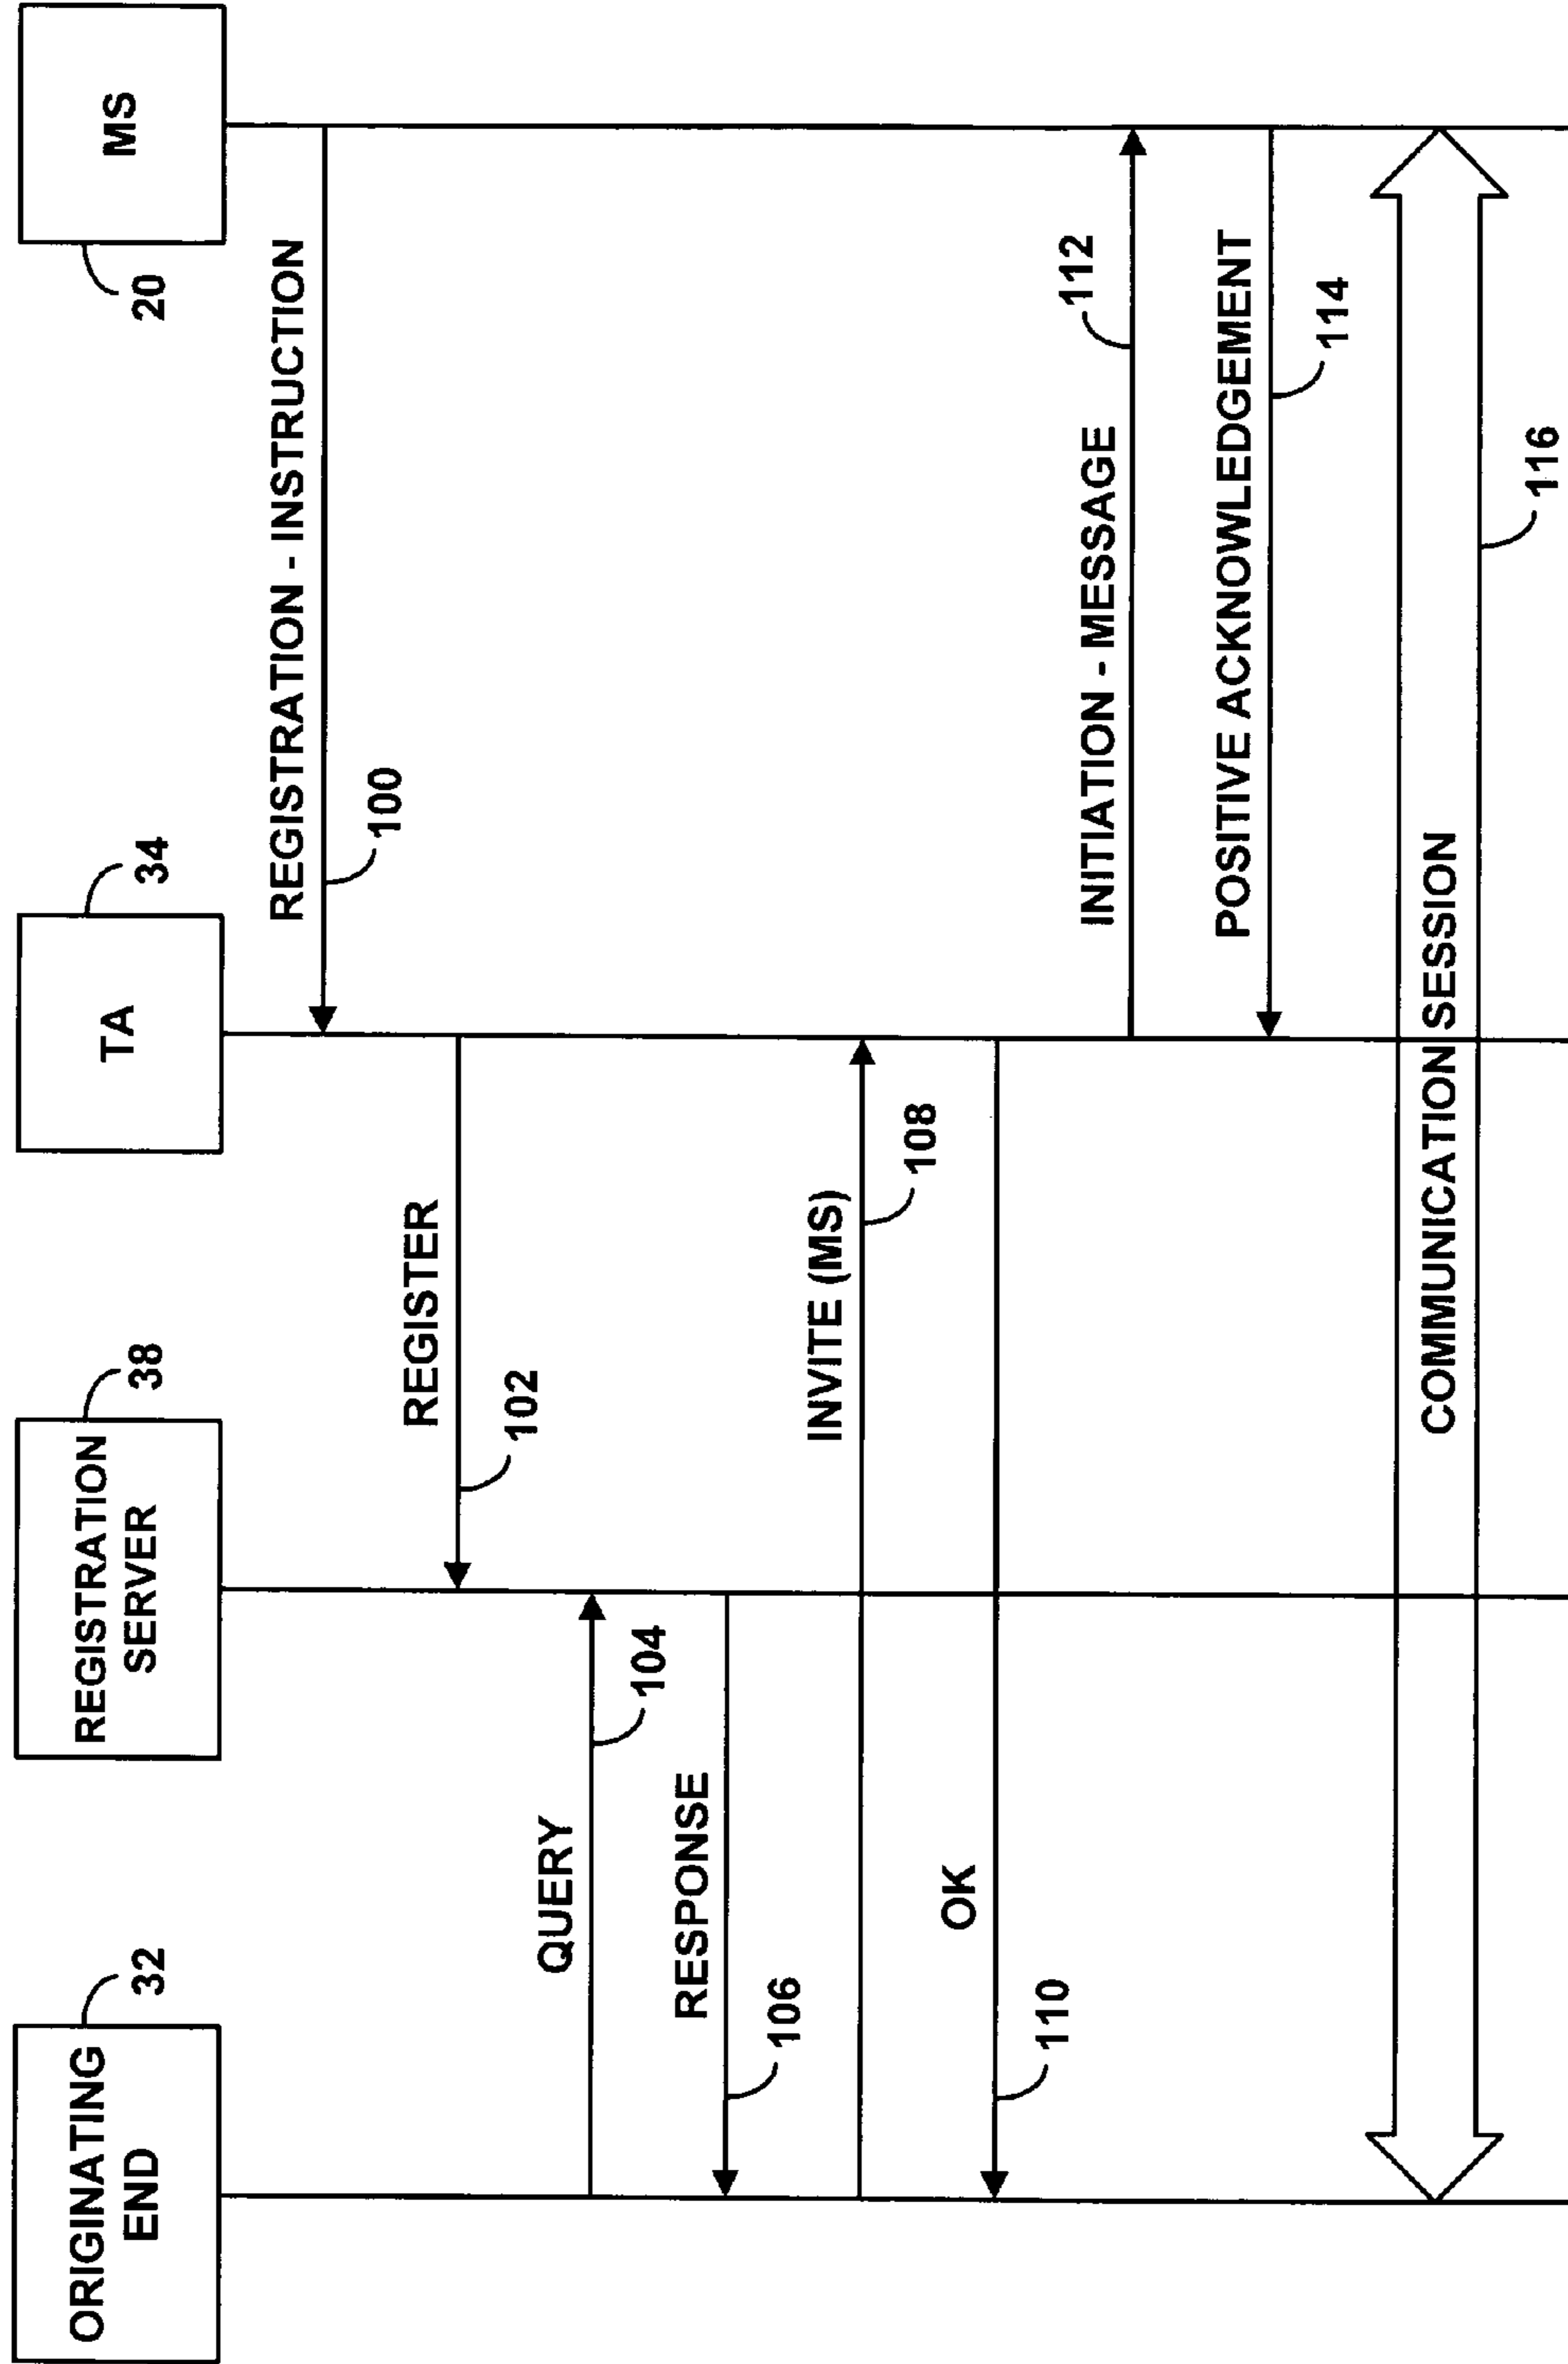 ORIGINATING
END
32
REGISTRATION
SERVER
38
TA
34
MS
20
REGISTRATION - INSTRUCTION
100
REGISTER
102
QUERY
104
RESPONSE
106
INVITE (MS)
108
OK
110
INITIATION - MESSAGE
112
POSITIVE ACKNOWLEDGEMENT
114
COMMUNICATION SESSION
116